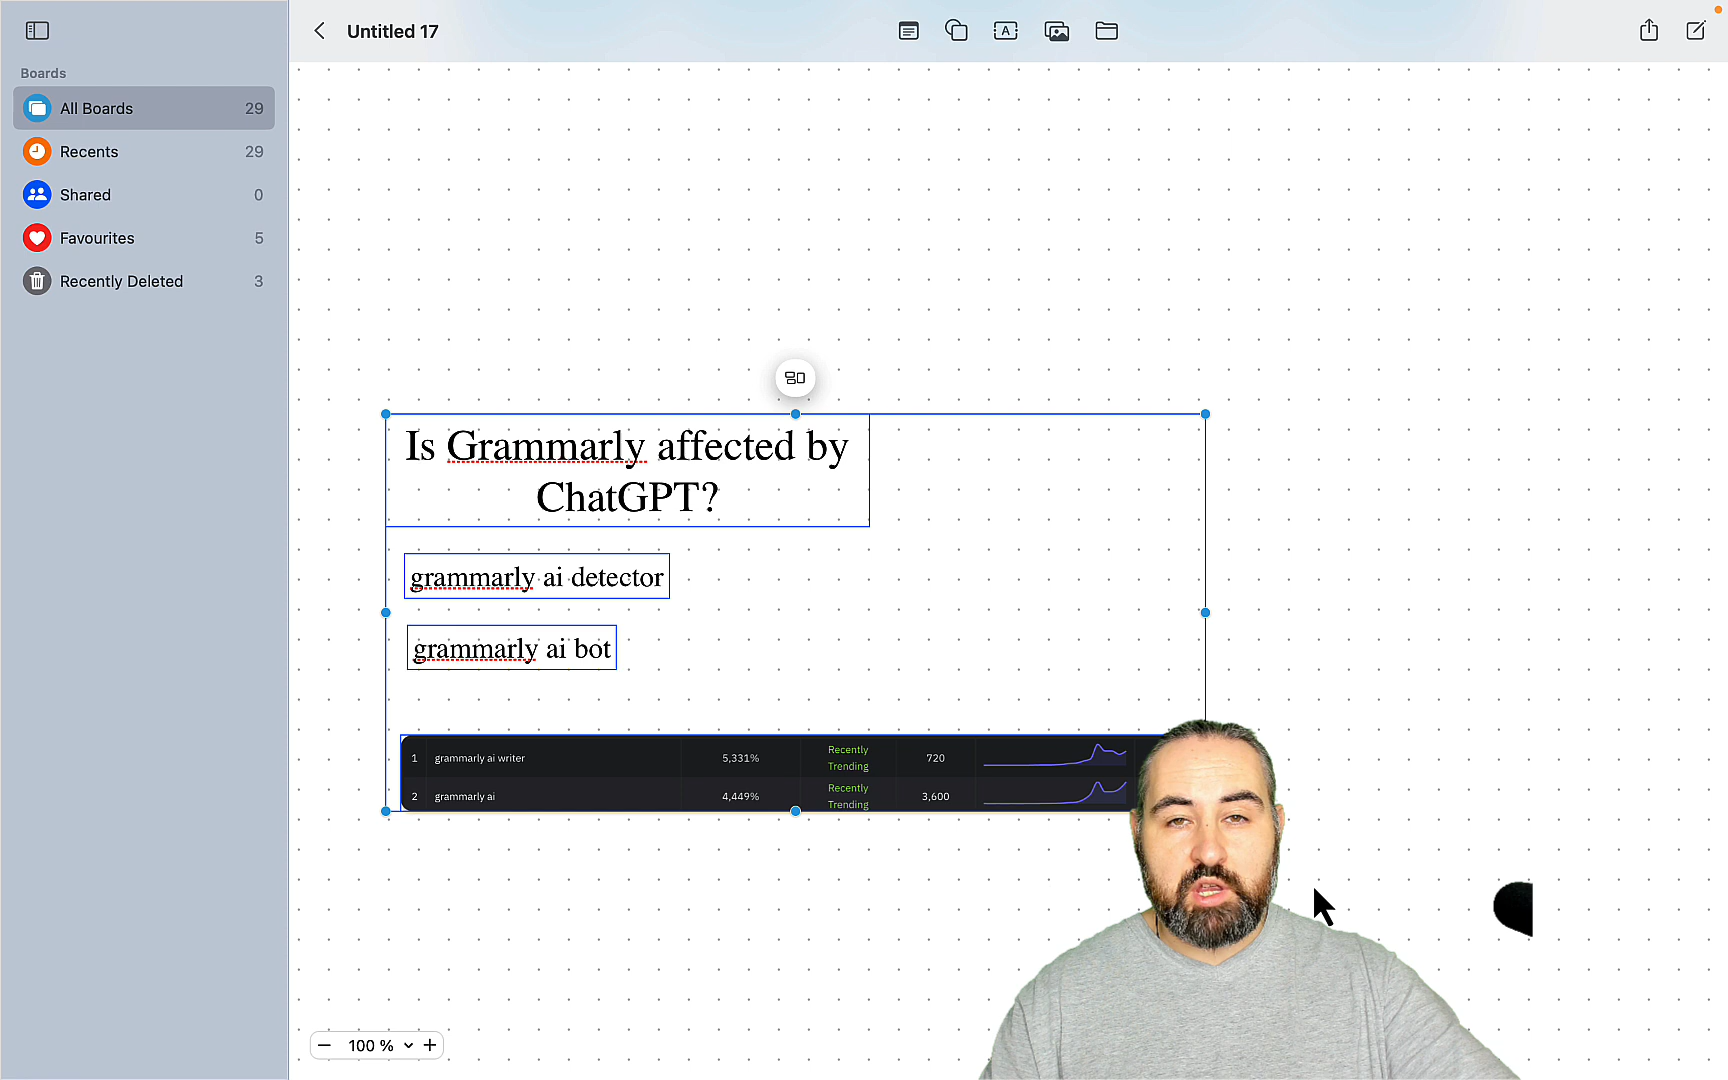 Untitled 17
A
Boards
All Boards 29
Recents 29
Shared 0
Favourites 5
Recently Deleted 3
Is Grammarly affected by
ChatGPT?
grammarly ai detector
grammarly ai bot
1 grammarly ai writer 5,331% Recently Trending 720
2 grammarly ai 4,449% Recently Trending 3,600
100 %